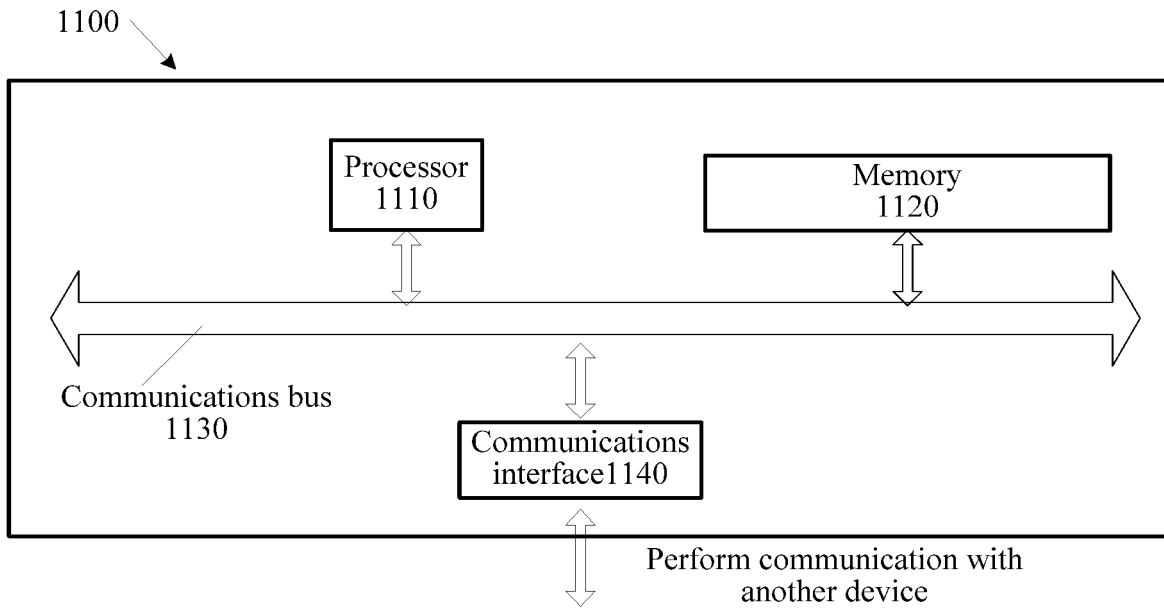 1100
Processor
1110
Memory
1120
Communications bus
1130
Communications
interface1140
Perform communication with
another device